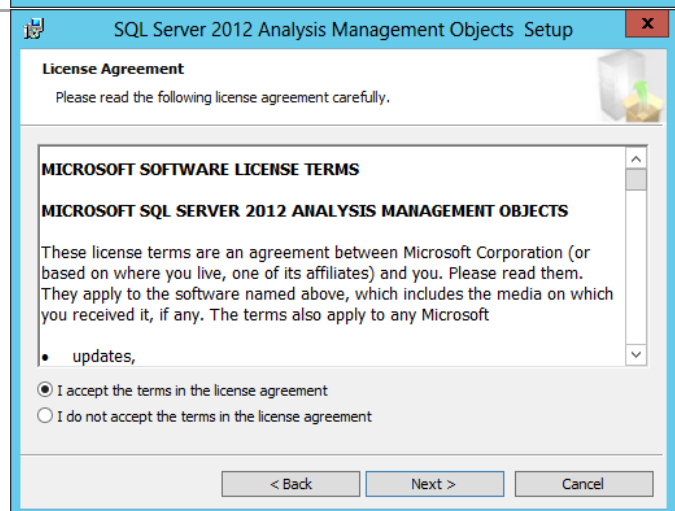 SQL Server 2012 Analysis Management Objects Setup
x
License Agreement
Please read the following license agreement carefully.
MICROSOFT SOFTWARE LICENSE TERMS
MICROSOFT SQL SERVER 2012 ANALYSIS MANAGEMENT OBJECTS
These license terms are an agreement between Microsoft Corporation (or
based on where you live, one of its affiliates) and you. Please read them.
They apply to the software named above, which includes the media on which
you received it, if any. The terms also apply to any Microsoft
• updates,
I accept the terms in the license agreement
I do not accept the terms in the license agreement
< Back Next > Cancel